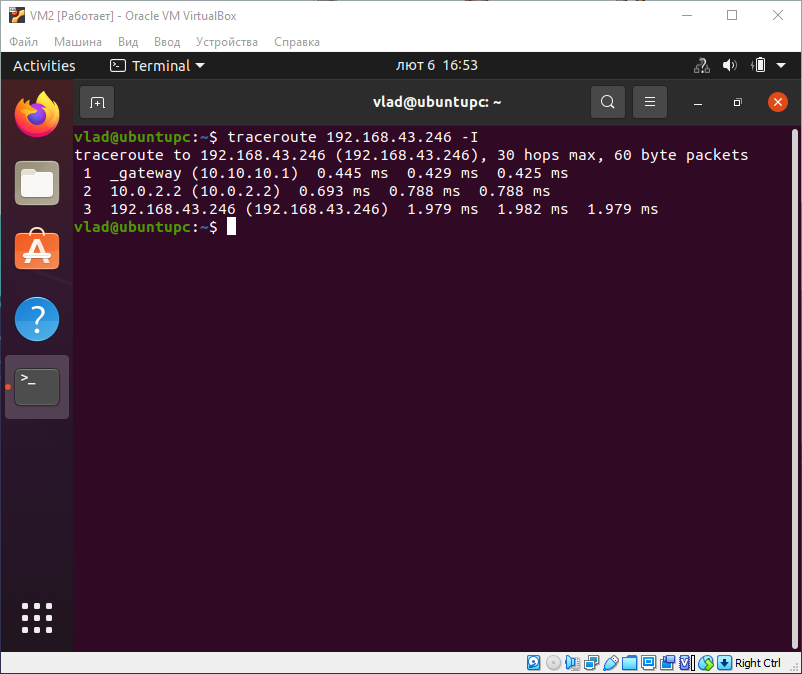 VM2 [Работает] - Oracle VM VirtualBox
Файл Машина Вид Ввод Устройства Справка
Activities Terminal лют 6 16:53
vlad@ubuntupc: ~
vlad@ubuntupc:~$ traceroute 192.168.43.246 -I
traceroute to 192.168.43.246 (192.168.43.246), 30 hops max, 60 byte packets
1 _gateway (10.10.10.1) 0.445 ms 0.429 ms 0.425 ms
2 10.0.2.2 (10.0.2.2) 0.693 ms 0.788 ms 0.788 ms
3 192.168.43.246 (192.168.43.246) 1.979 ms 1.982 ms 1.979 ms
vlad@ubuntupc:~$
Right Ctrl